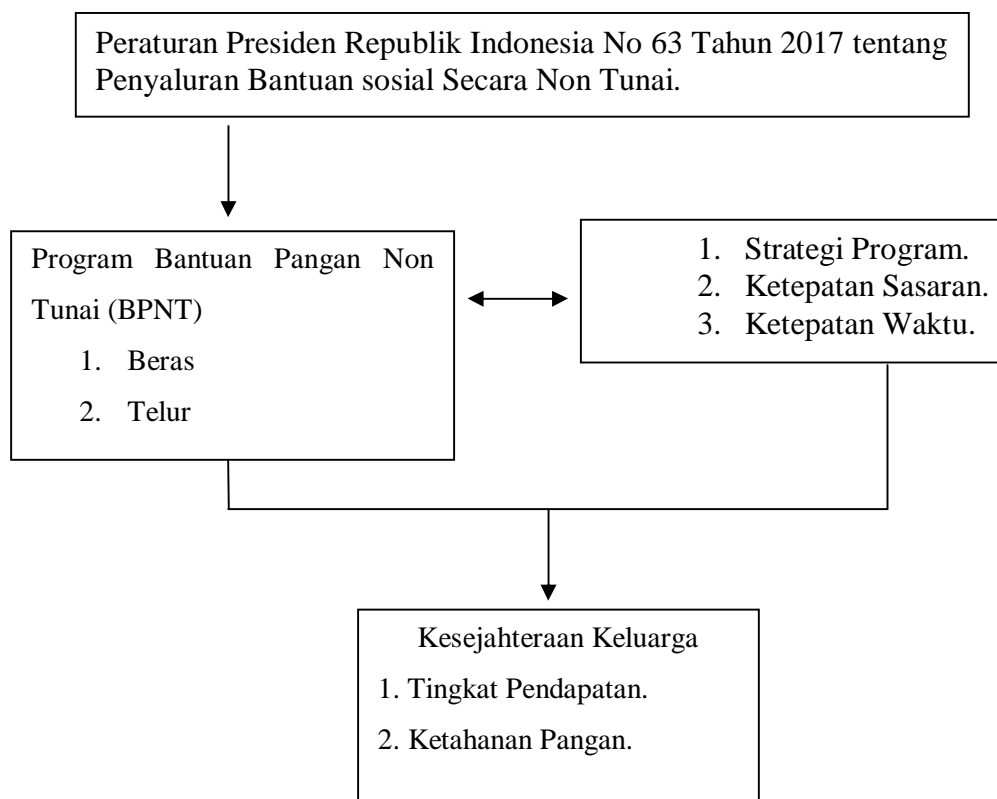 Peraturan Presiden Republik Indonesia No 63 Tahun 2017 tentang
Penyaluran Bantuan sosial Secara Non Tunai.
Program Bantuan Pangan Non
Tunai (BPNT)
1. Beras
2. Telur
1. Strategi Program.
2. Ketepatan Sasaran.
3. Ketepatan Waktu.
Kesejahteraan Keluarga
1. Tingkat Pendapatan.
2. Ketahanan Pangan.